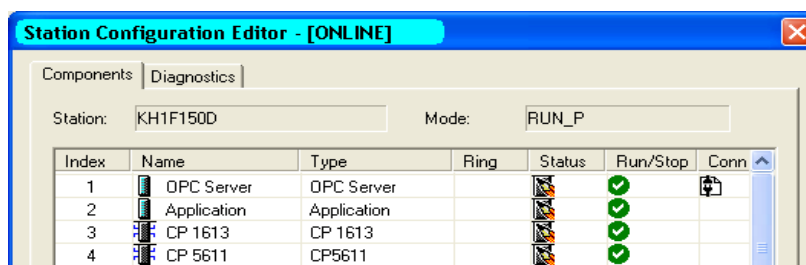 Station Configuration Editor - [ONLINE]
Components Diagnostics
Station: KH1F150D Mode: RUN_P
Index Name Type Ring Status Run/Stop Conn
1 OPC Server OPC Server
2 Application Application
3 CP 1613 CP 1613
4 CP 5611 CP5611